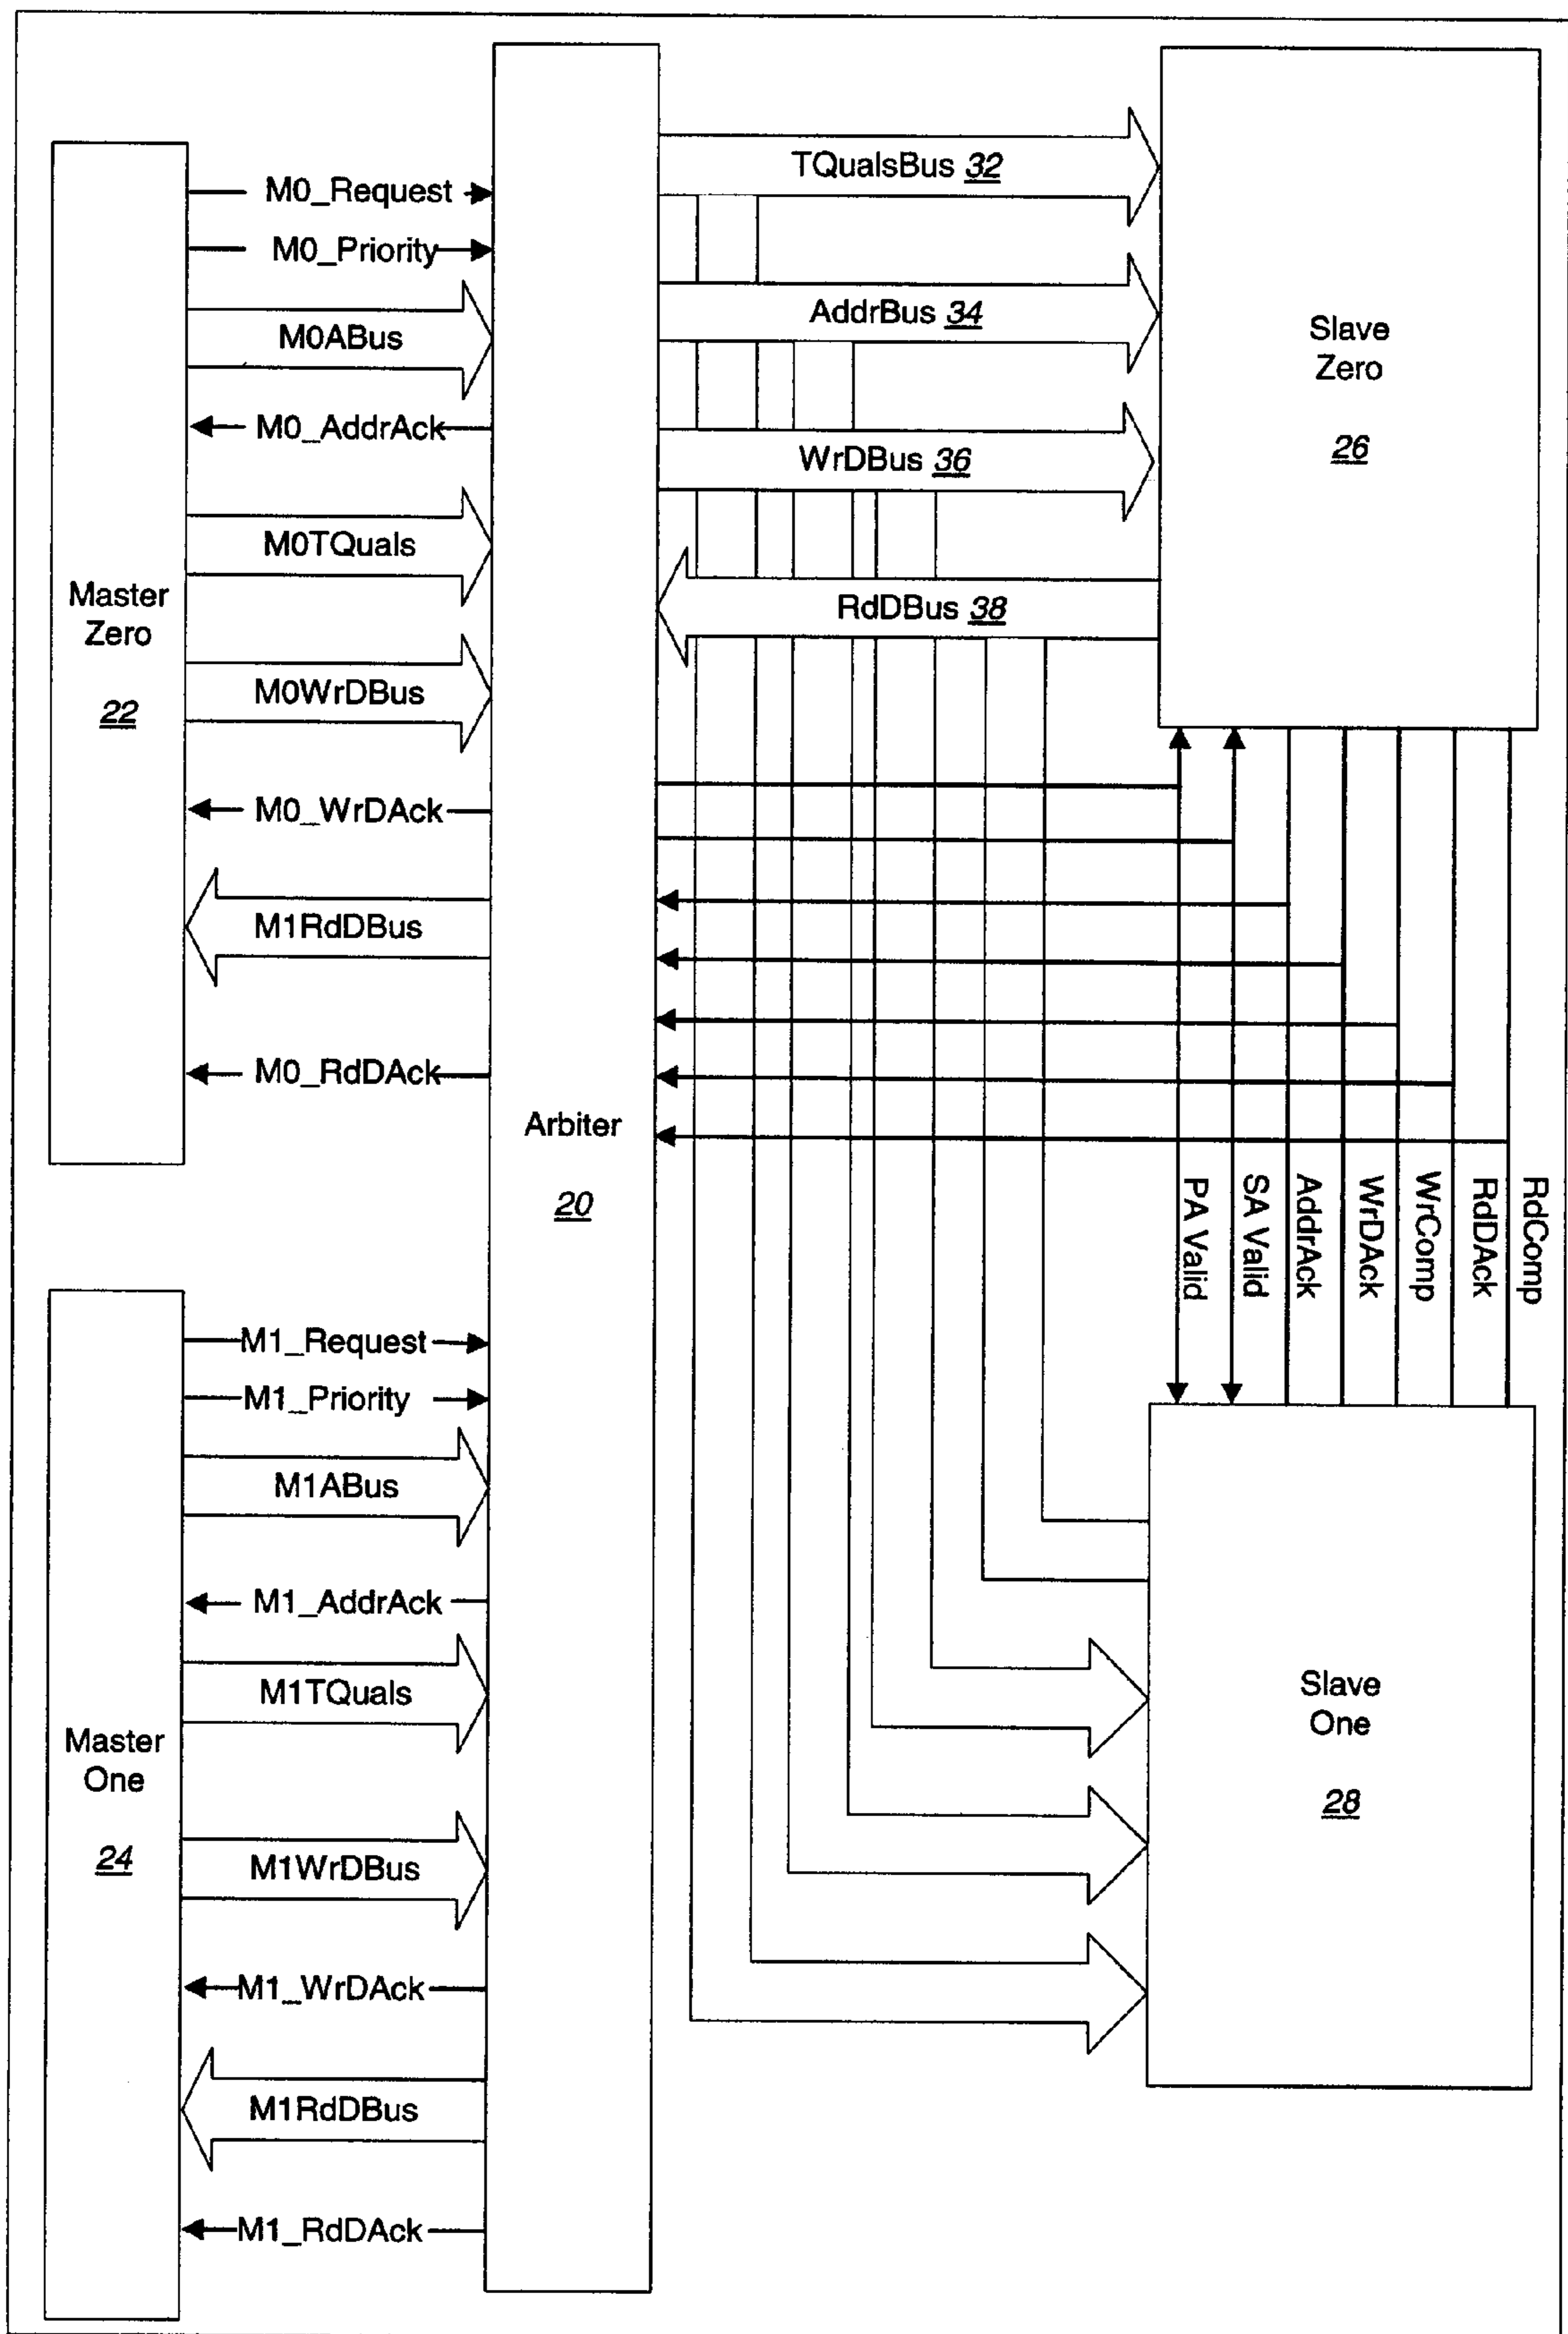 Master
Zero
22
M0_Request
M0_Priority
M0ABus
M0_AddrAck
M0TQuals
M0WrDBus
M0_WrDAck
M1RdDBus
M0_RdDAck
Master
One
24
M1_Request
M1_Priority
M1ABus
M1_AddrAck
M1TQuals
M1WrDBus
M1_WrDAck
M1RdDBus
M1_RdDAck
Arbiter
20
TQualsBus 32
AddrBus 34
WrDBus 36
RdDBus 38
Slave
Zero
26
PA Valid
SA Valid
AddrAck
WrDAck
WrComp
RdDAck
RdComp
Slave
One
28